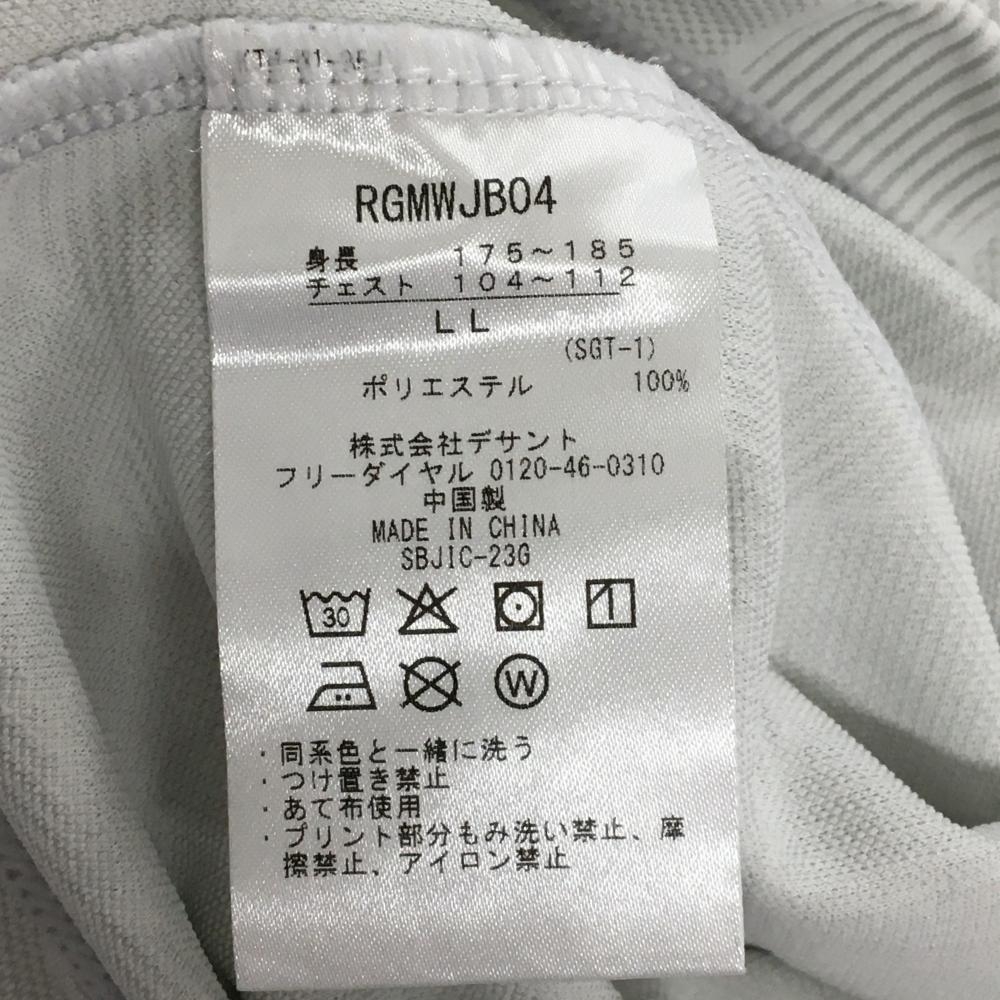 RGMWJB04
身長 175~185
チェスト 104~112
LL
(SGT-1)
ポリエステル 100%
株式会社デサント
フリーダイヤル 0120-46-0310
中国製
MADE IN CHINA
SBJIC-23G
30
W
・同系色と一緒に洗う
・つけ置き禁止
・あて布使用
・プリント部分もみ洗い禁止、摩
擦禁止、アイロン禁止